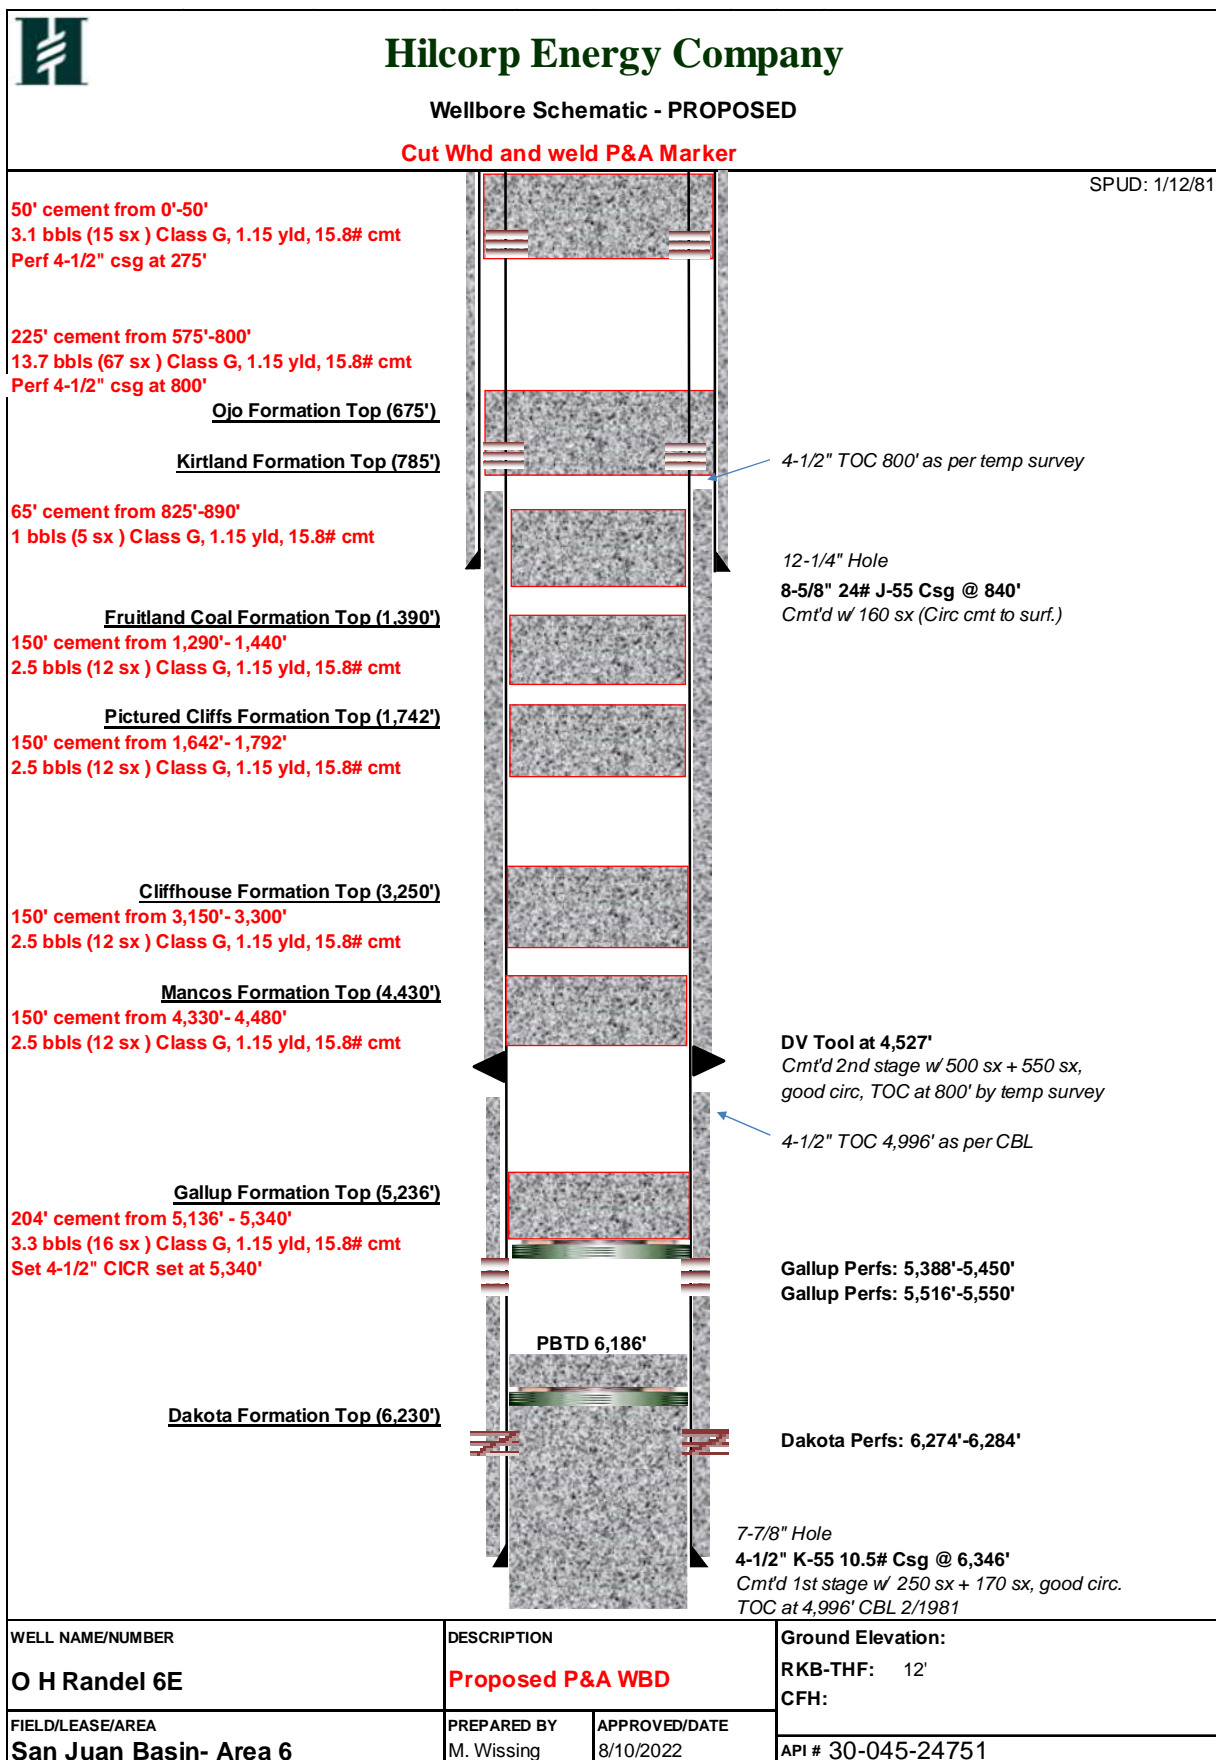 Hilcorp Energy Company
Wellbore Schematic - PROPOSED
Cut Whd and weld P&A Marker
SPUD: 1/12/81
50' cement from 0'-50'
3.1 bbls (15 sx ) Class G, 1.15 yld, 15.8# cmt
Perf 4-1/2" csg at 275'
225' cement from 575'-800'
13.7 bbls (67 sx ) Class G, 1.15 yld, 15.8# cmt
Perf 4-1/2" csg at 800'
Ojo Formation Top (675')
Kirtland Formation Top (785')
4-1/2" TOC 800' as per temp survey
65' cement from 825'-890'
1 bbls (5 sx ) Class G, 1.15 yld, 15.8# cmt
12-1/4" Hole
8-5/8" 24# J-55 Csg @ 840'
Cmt'd w/ 160 sx (Circ cmt to surf.)
Fruitland Coal Formation Top (1,390')
150' cement from 1,290'- 1,440'
2.5 bbls (12 sx ) Class G, 1.15 yld, 15.8# cmt
Pictured Cliffs Formation Top (1,742')
150' cement from 1,642'- 1,792'
2.5 bbls (12 sx ) Class G, 1.15 yld, 15.8# cmt
Cliffhouse Formation Top (3,250')
150' cement from 3,150'- 3,300'
2.5 bbls (12 sx ) Class G, 1.15 yld, 15.8# cmt
Mancos Formation Top (4,430')
150' cement from 4,330'- 4,480'
2.5 bbls (12 sx ) Class G, 1.15 yld, 15.8# cmt
DV Tool at 4,527'
Cmt'd 2nd stage w/ 500 sx + 550 sx,
good circ, TOC at 800' by temp survey
4-1/2" TOC 4,996' as per CBL
Gallup Formation Top (5,236')
204' cement from 5,136' - 5,340'
3.3 bbls (16 sx ) Class G, 1.15 yld, 15.8# cmt
Set 4-1/2" CICR set at 5,340'
Gallup Perfs: 5,388'-5,450'
Gallup Perfs: 5,516'-5,550'
PBTD 6,186'
Dakota Formation Top (6,230')
Dakota Perfs: 6,274'-6,284'
7-7/8" Hole
4-1/2" K-55 10.5# Csg @ 6,346'
Cmt'd 1st stage w/ 250 sx + 170 sx, good circ.
TOC at 4,996' CBL 2/1981
WELL NAME/NUMBER
O H Randel 6E
DESCRIPTION
Proposed P&A WBD
Ground Elevation:
RKB-THF: 12'
CFH:
FIELD/LEASE/AREA
San Juan Basin- Area 6
PREPARED BY
M. Wissing
APPROVED/DATE
8/10/2022
API # 30-045-24751